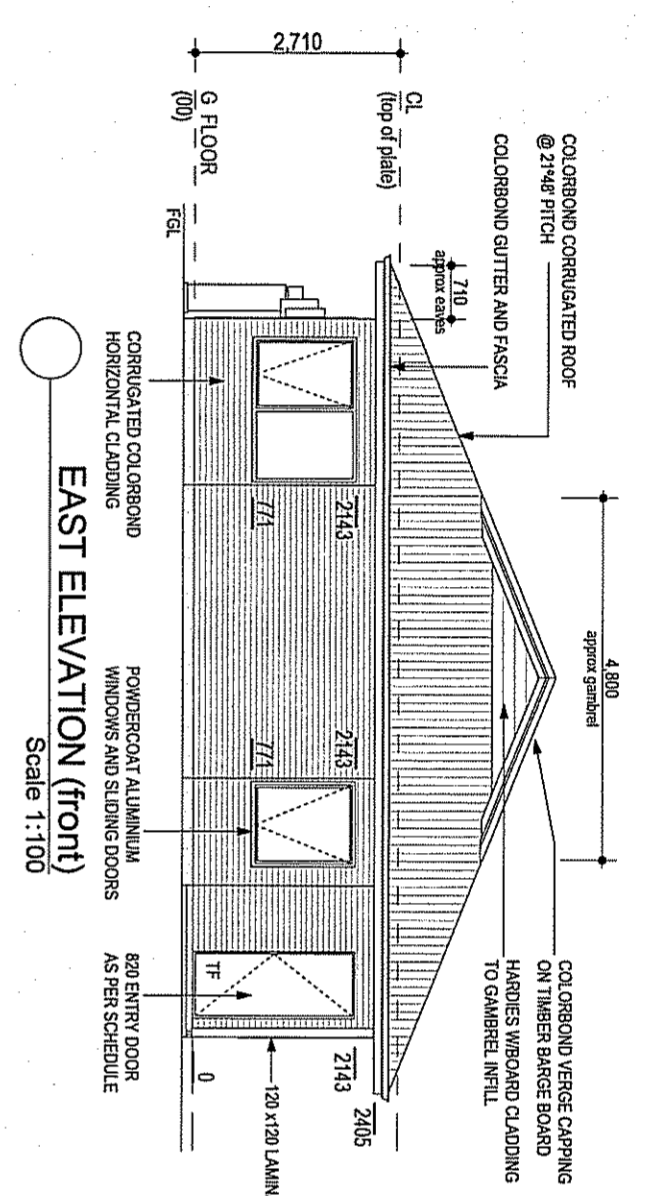 COLORBOND CORRUGATED ROOF
@ 21°48' PITCH
COLORBOND GUTTER AND FASCIA
4,800
approx gambrel
COLORBOND VERGE CAPPING
ON TIMBER BARGE BOARD
HARDIES W/BOARD CLADDING
TO GAMBREL INFILL
710
approx eaves
CL
(top of plate)
2,710
G FLOOR
(00)
FGL
2143
771
2143
771
TF
2405
2143
0
120 x120 LAMIN
CORRUGATED COLORBOND
HORIZONTAL CLADDING
POWDERCOAT ALUMINIUM
WINDOWS AND SLIDING DOORS
820 ENTRY DOOR
AS PER SCHEDULE
EAST ELEVATION (front)
Scale 1:100